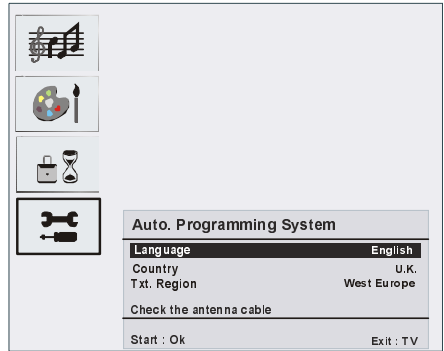 Auto. Programming System
Language English
Country U.K.
Txt. Region West Europe
Check the antenna cable
Start : Ok Exit : TV